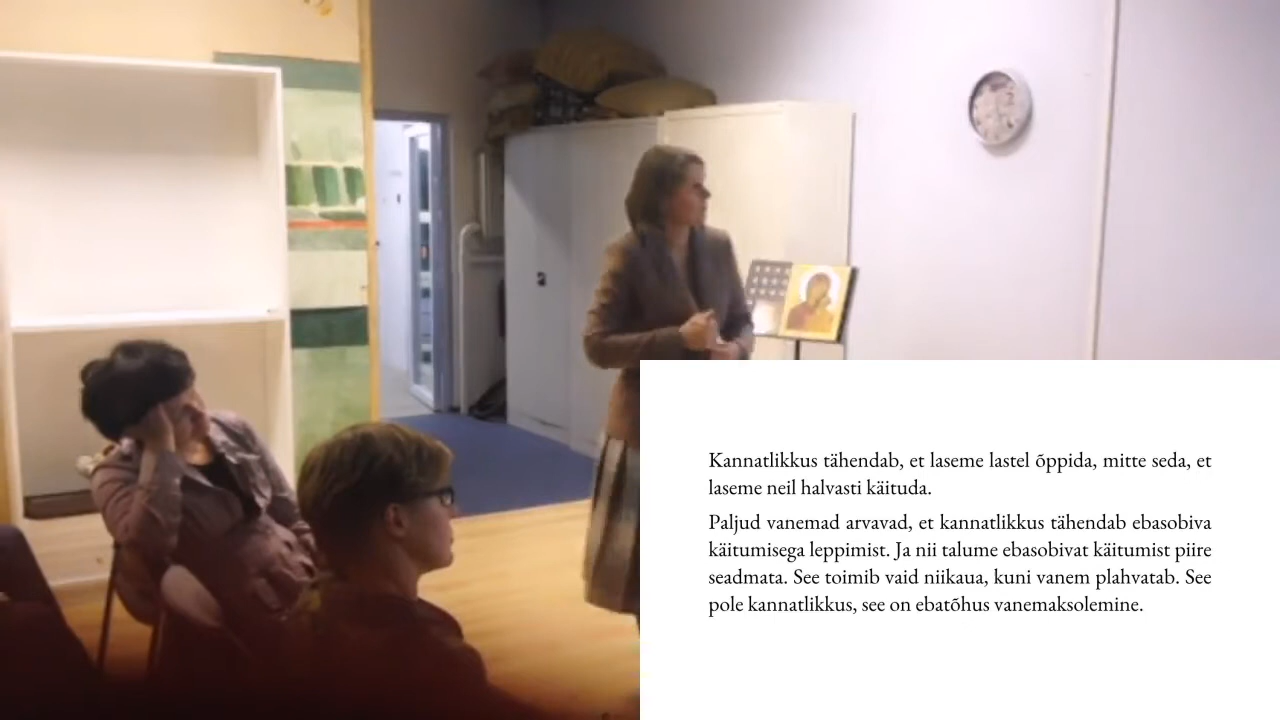 Kannatlikkus tähendab, et laseme lastel õppida, mitte seda, et
laseme neil halvasti käituda.
Paljud vanemad arvavad, et kannatlikkus tähendab ebasobiva
käitumisega leppimist. Ja nii talume ebasobivat käitumist piire
seadmata. See toimib vaid niikaua, kuni vanem plahvatab. See
pole kannatlikkus, see on ebatõhus vanemaksolemine.